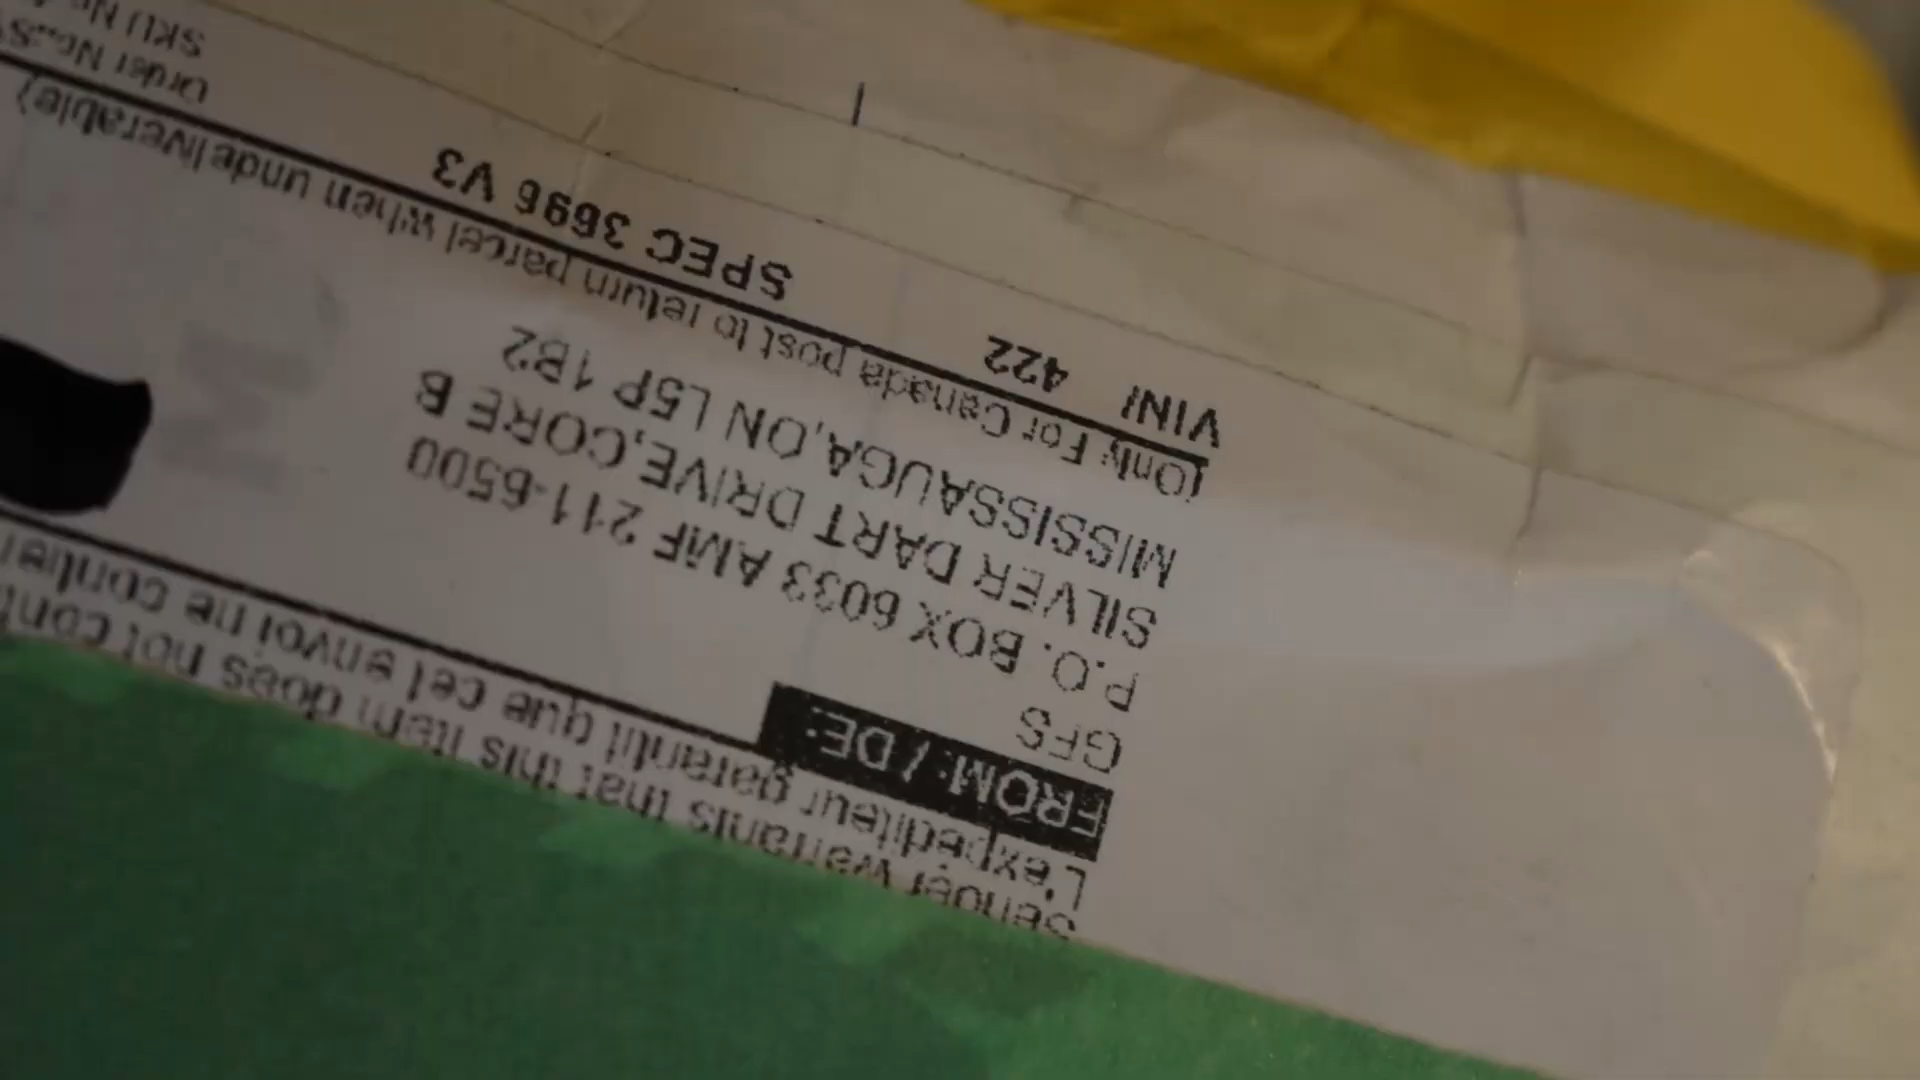 Sender warrants that this item does not cont
L'expéditeur garantit que cet envoi ne contie
FROM: / DE:
GFS
P.O. BOX 6033 AMF 211-6500
SILVER DART DRIVE,CORE B
MISSISSAUGA,ON L5P 1B2
(Only For Canada post to return parcel when undeliverable)
VIN/ 422 SPEC 3696 V3
Order No.:S
SKU No